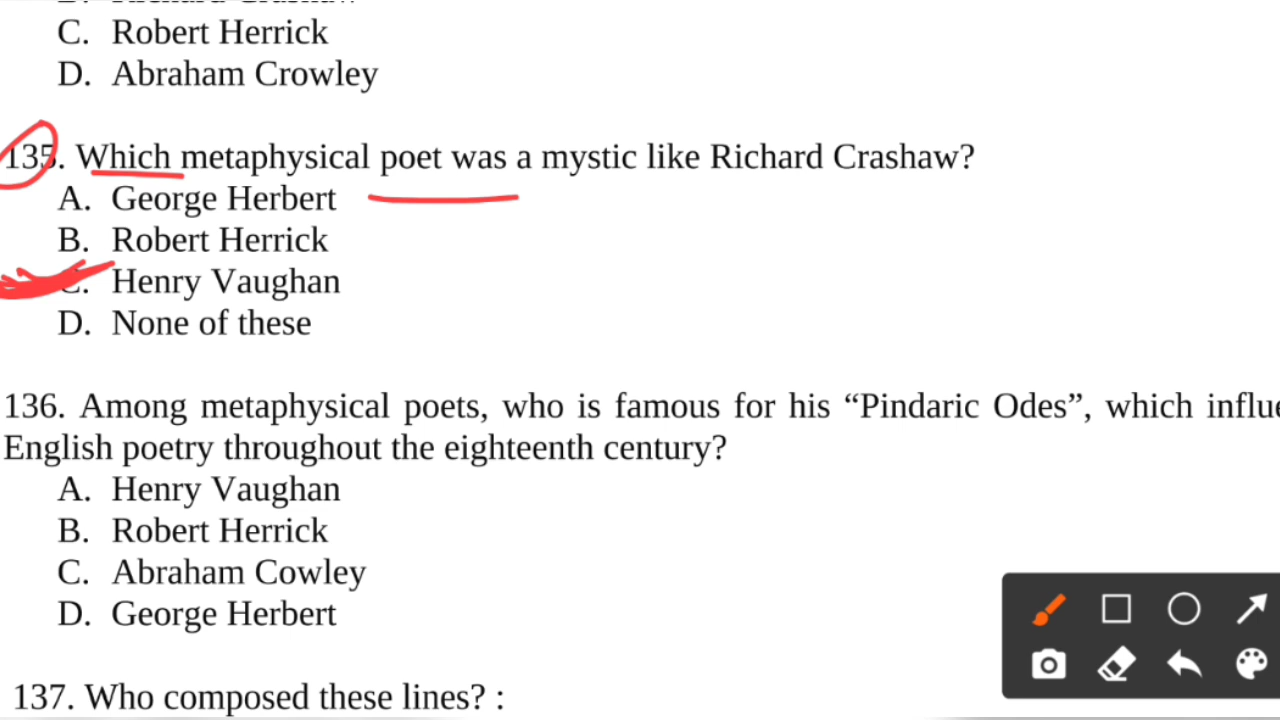 C. Robert Herrick
D. Abraham Crowley
135. Which metaphysical poet was a mystic like Richard Crashaw?
A. George Herbert
B. Robert Herrick
C. Henry Vaughan
D. None of these
136. Among metaphysical poets, who is famous for his “Pindaric Odes”, which
English poetry throughout the eighteenth century?
A. Henry Vaughan
B. Robert Herrick
C. Abraham Cowley
D. George Herbert
137. Who composed these lines? :